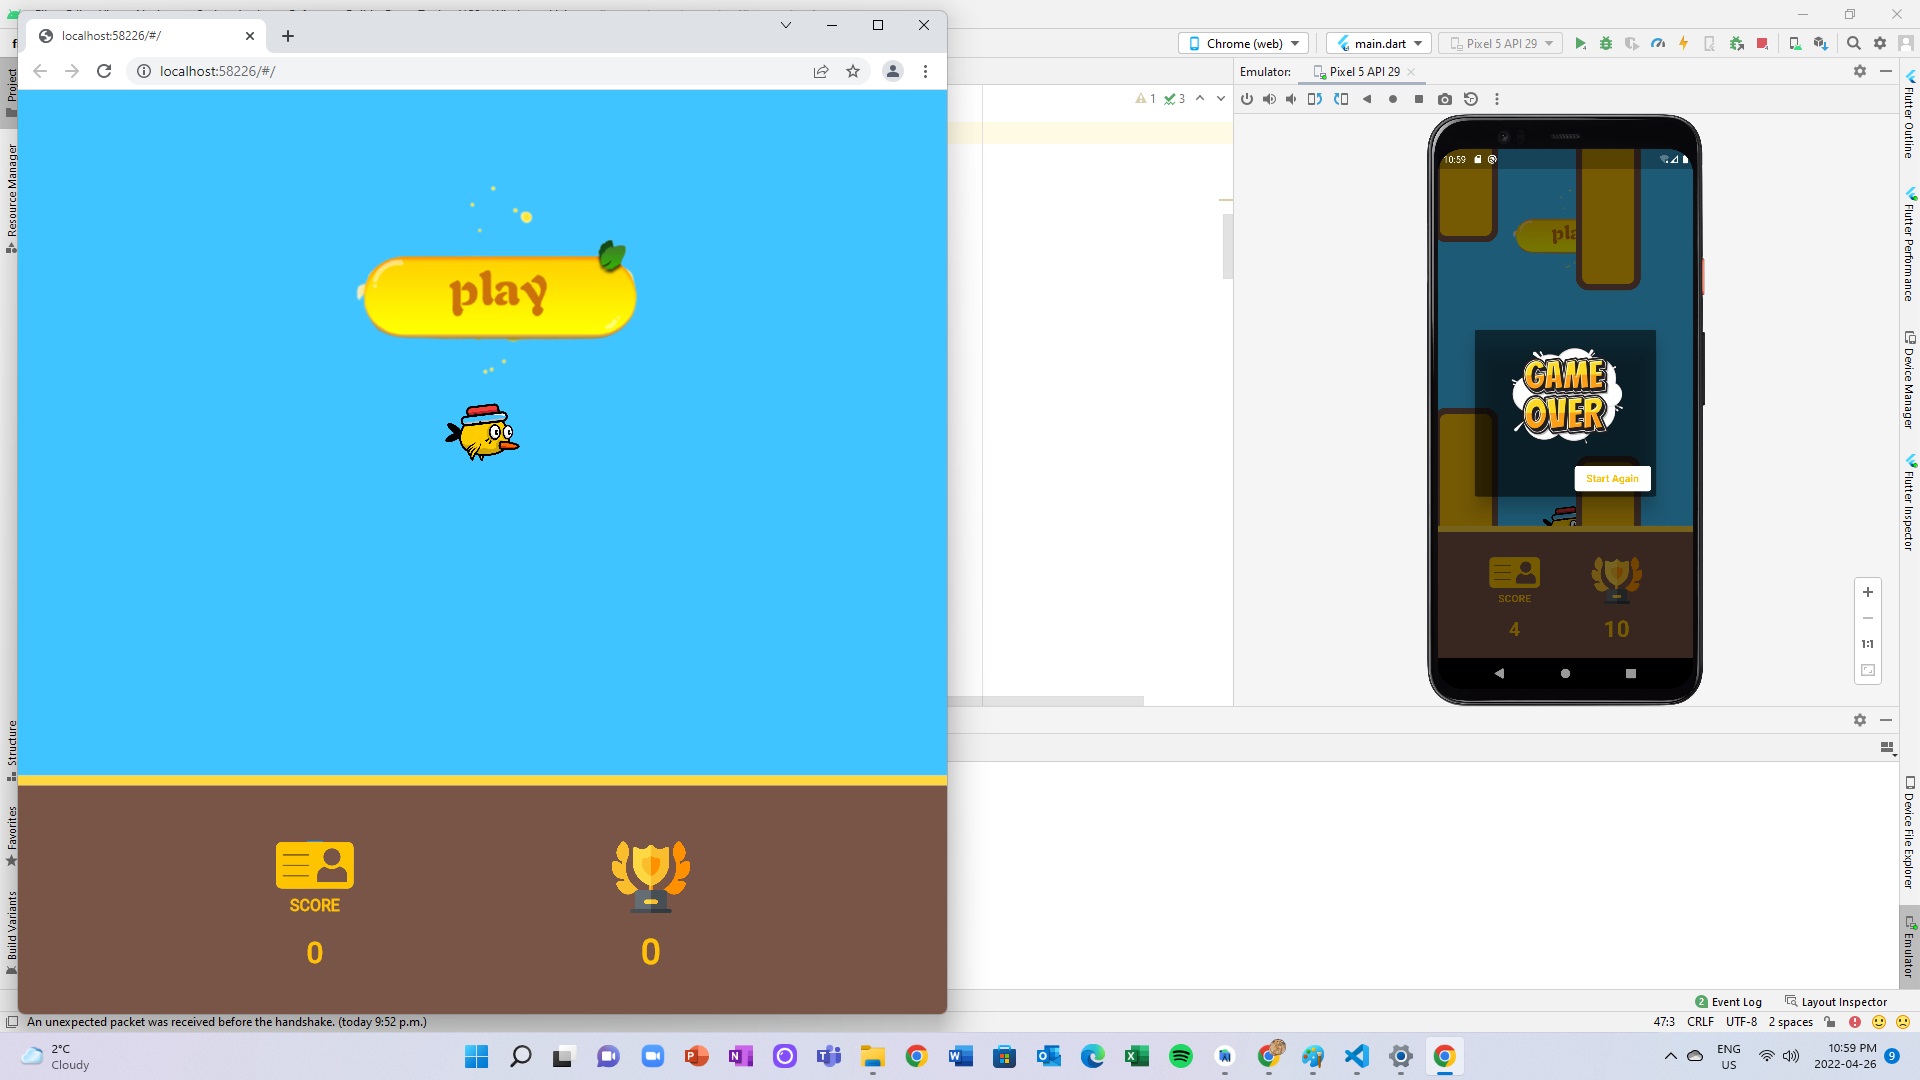 localhost:58226/#/
localhost:58226/#/
Chrome (web)
main.dart
Pixel 5 API 29
Emulator:
Pixel 5 API 29
1
3
Project
Resource Manager
Structure
Favorites
Build Variants
play
SCORE
0
0
10:59
pla
GAME
OVER
Start Again
SCORE
4
10
1:1
Flutter Outline
Flutter Performance
Device Manager
Flutter Inspector
Device File Explorer
Emulator
2 Event Log
Layout Inspector
An unexpected packet was received before the handshake. (today 9:52 p.m.)
47:3
CRLF
UTF-8
2 spaces
2°C
Cloudy
ENG
US
10:59 PM
2022-04-26
9